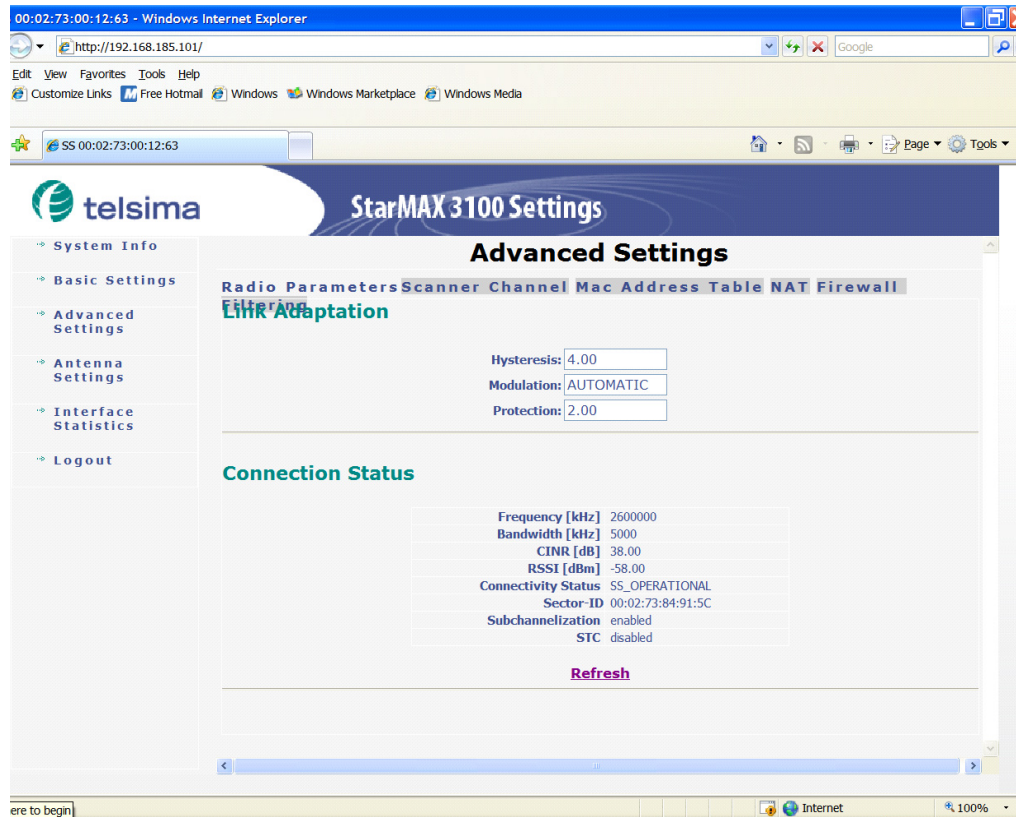 00:02:73:00:12:63 - Windows Internet Explorer
http://192.168.185.101/
Google
Edit View Favorites Tools Help
Customize Links Free Hotmail Windows Windows Marketplace Windows Media
SS 00:02:73:00:12:63
Page Tools
telsima
StarMAX 3100 Settings
System Info
Basic Settings
Advanced
Settings
Antenna
Settings
Interface
Statistics
Logout
Advanced Settings
Radio Parameters Scanner Channel Mac Address Table NAT Firewall
Filtering
Link Adaptation
Hysteresis: 4.00
Modulation: AUTOMATIC
Protection: 2.00
Connection Status
Frequency [kHz] 2600000
Bandwidth [kHz] 5000
CINR [dB] 38.00
RSSI [dBm] -58.00
Connectivity Status SS_OPERATIONAL
Sector-ID 00:02:73:84:91:5C
Subchannelization enabled
STC disabled
Refresh
ere to begin
Internet
100%